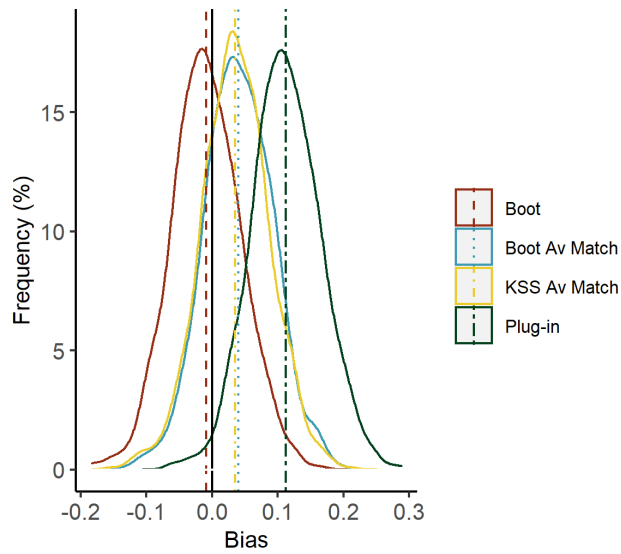 Frequency (%)
15
10
5
0
-0.2 -0.1 0.0 0.1 0.2 0.3
Bias
Boot
Boot Av Match
KSS Av Match
Plug-in